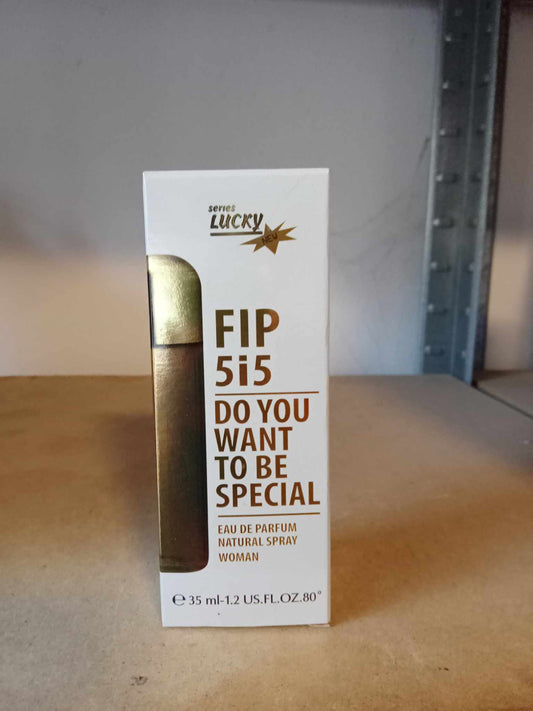 series
LUCKY
NEW
FIP
5i5
DO YOU
WANT
TO BE
SPECIAL
EAU DE PARFUM
NATURAL SPRAY
WOMAN
℮ 35 ml-1.2 US.FL.OZ.80°